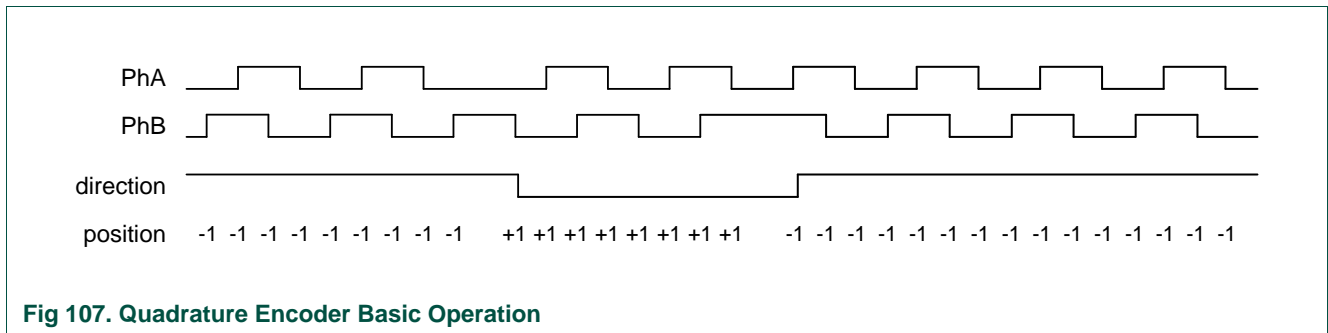 PhA
PhB
direction
position -1 -1 -1 -1 -1 -1 -1 -1 -1 +1 +1 +1 +1 +1 +1 +1 +1 -1 -1 -1 -1 -1 -1 -1 -1 -1 -1 -1 -1 -1 -1 -1
Fig 107. Quadrature Encoder Basic Operation